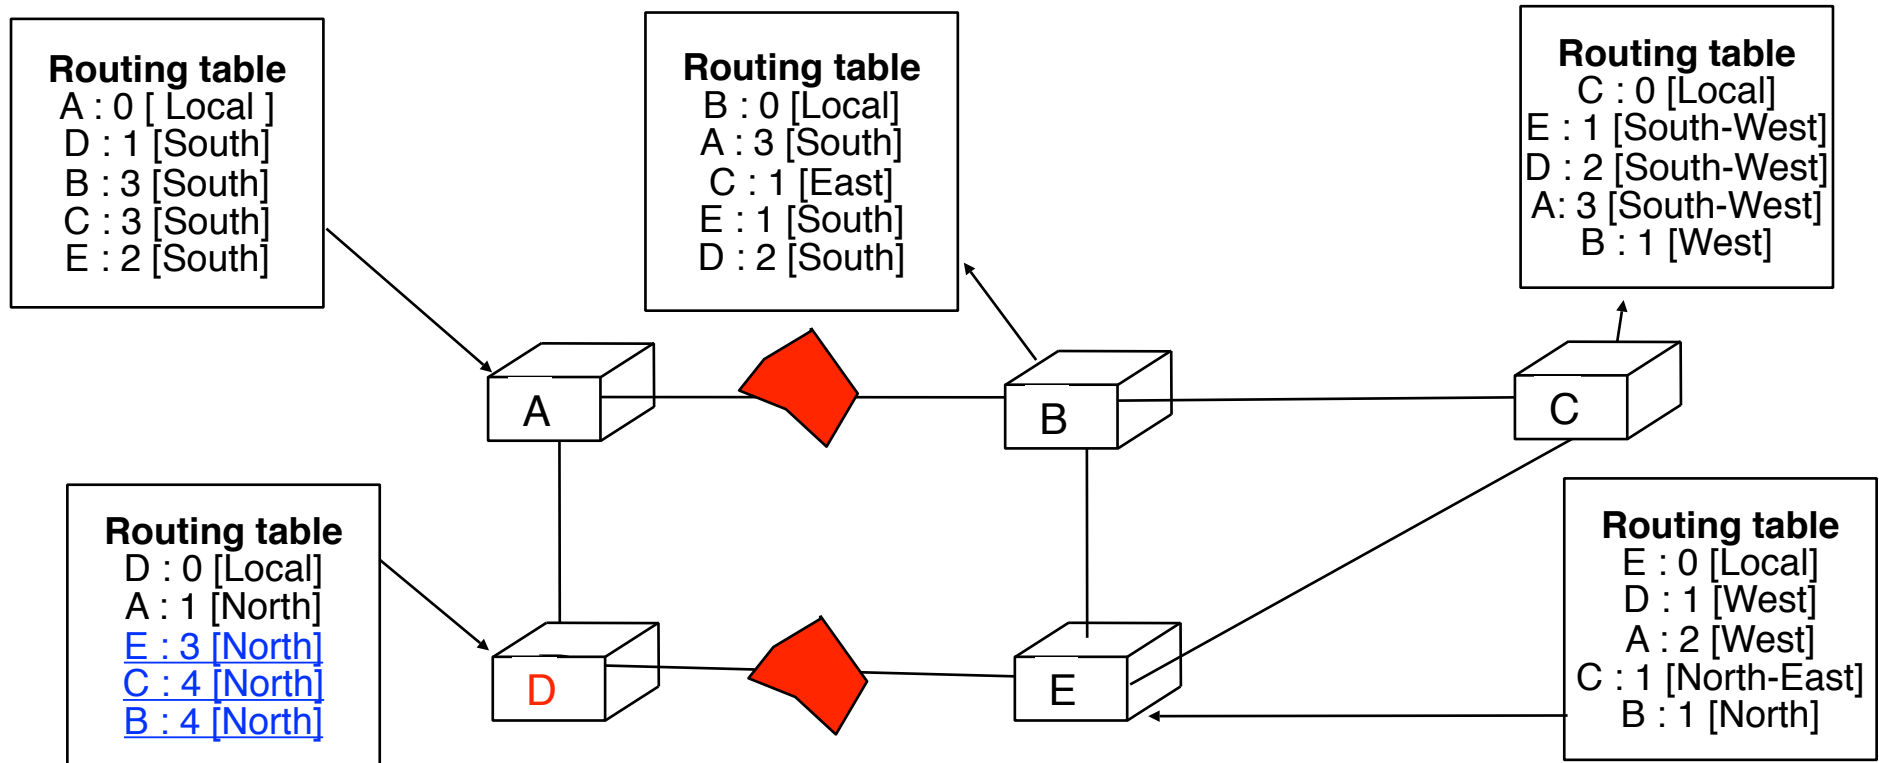 Routing table
A : 0 [ Local ]
D : 1 [South]
B : 3 [South]
C : 3 [South]
E : 2 [South]
Routing table
B : 0 [Local]
A : 3 [South]
C : 1 [East]
E : 1 [South]
D : 2 [South]
Routing table
C : 0 [Local]
E : 1 [South-West]
D : 2 [South-West]
A: 3 [South-West]
B : 1 [West]
A
B
C
Routing table
D : 0 [Local]
A : 1 [North]
E : 3 [North]
C : 4 [North]
B : 4 [North]
D
E
Routing table
E : 0 [Local]
D : 1 [West]
A : 2 [West]
C : 1 [North-East]
B : 1 [North]